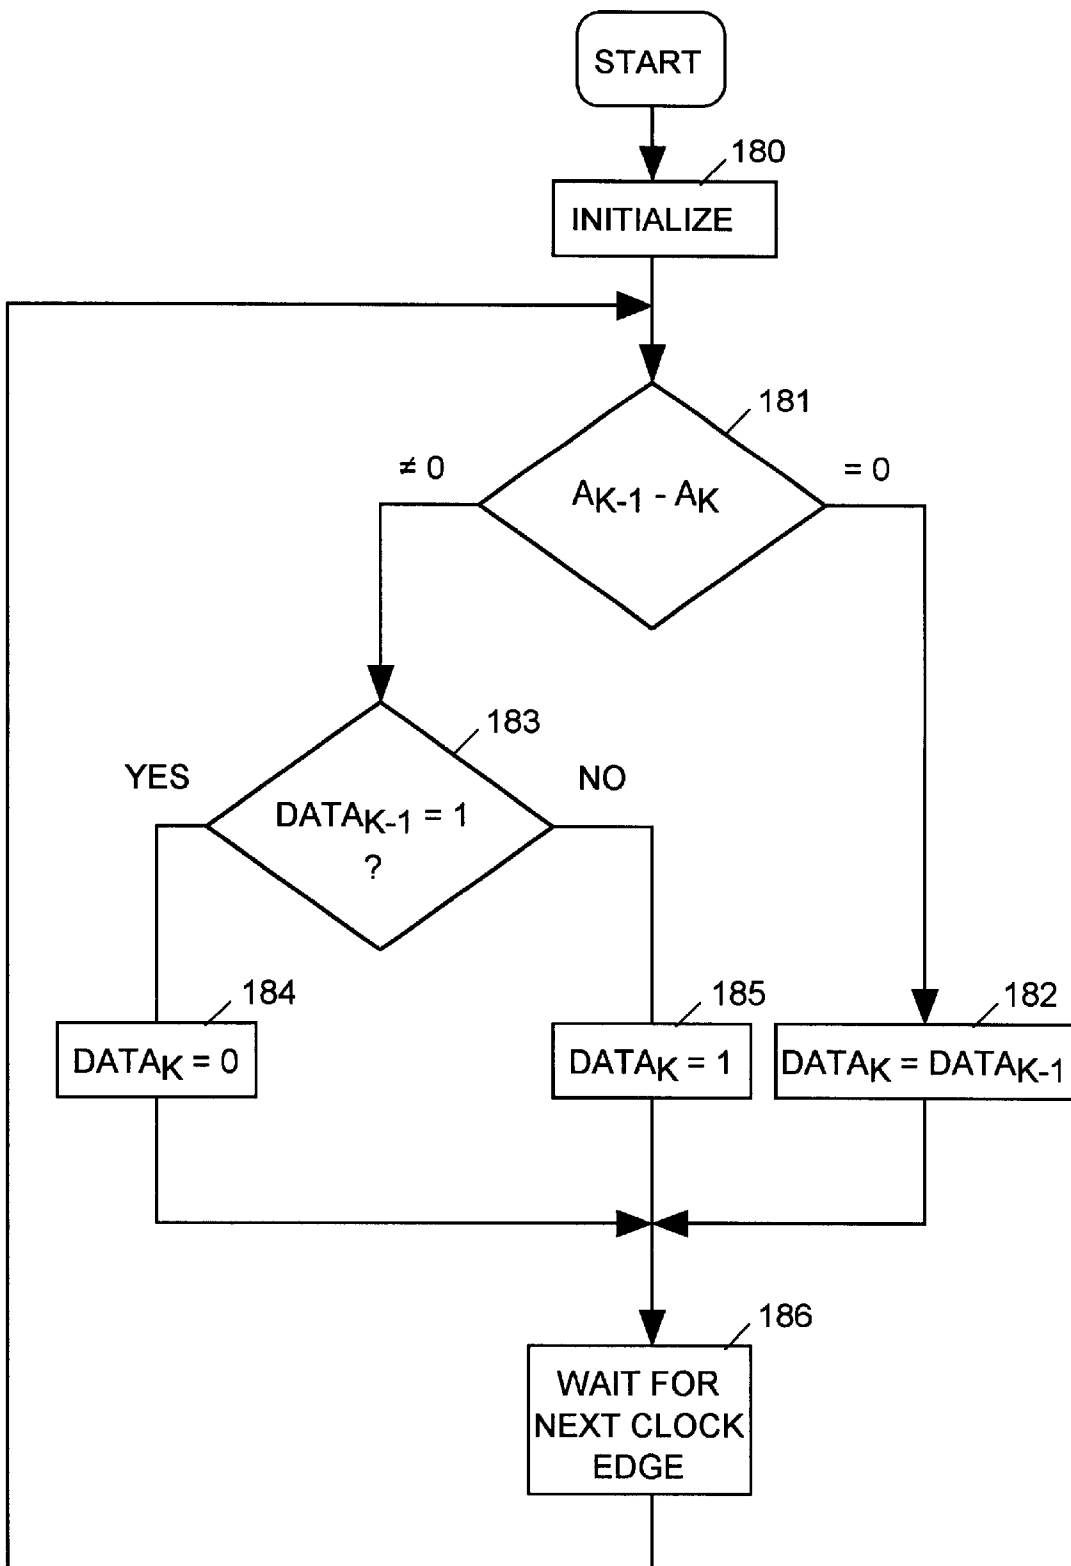 START
180
INITIALIZE
181
≠ 0
= 0
AK-1 - AK
183
YES
NO
DATAK-1 = 1
?
184
185
182
DATAK = 0
DATAK = 1
DATAK = DATAK-1
186
WAIT FOR
NEXT CLOCK
EDGE